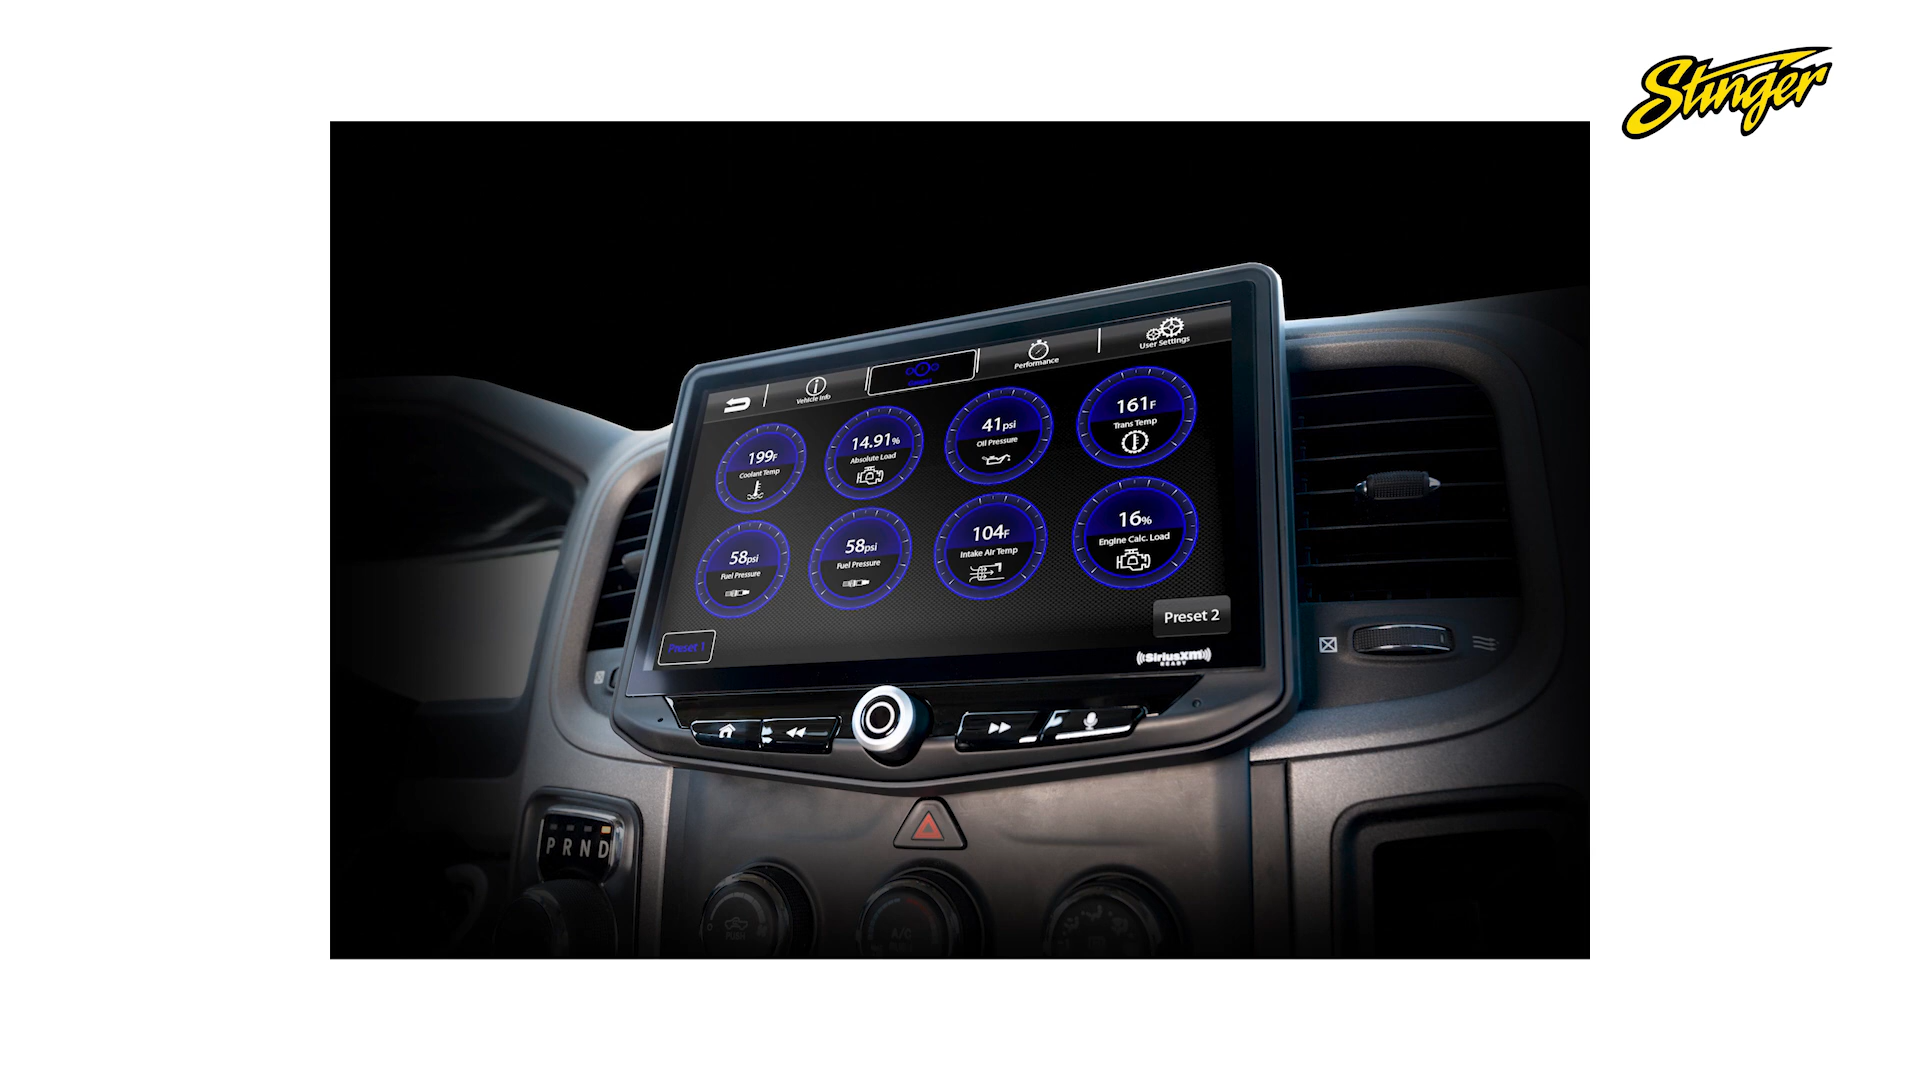 Stinger
Vehicle Info
Performance
User Settings
199F
Coolant Temp
14.91%
Absolute Load
41psi
Oil Pressure
161F
Trans Temp
58psi
Fuel Pressure
58psi
Fuel Pressure
104F
Intake Air Temp
16%
Engine Calc. Load
Preset 1
Preset 2
SiriusXM
READY
P R N D
A/C
PUSH